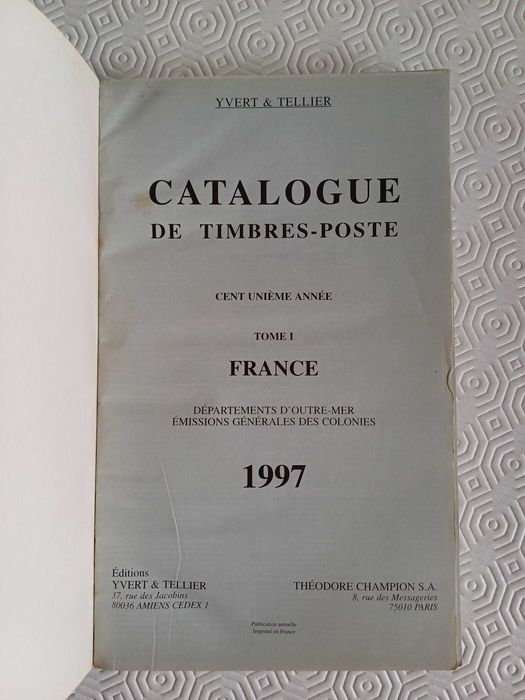 YVERT & TELLIER
CATALOGUE
DE TIMBRES-POSTE
CENT UNIÈME ANNÉE
TOME I
FRANCE
DÉPARTEMENTS D'OUTRE-MER
ÉMISSIONS GÉNÉRALES DES COLONIES
1997
Éditions
YVERT & TELLIER
37, rue des Jacobins
80036 AMIENS CEDEX 1
THÉODORE CHAMPION S.A.
8, rue des Messageries
75010 PARIS
Publication annuelle
Imprimé en France